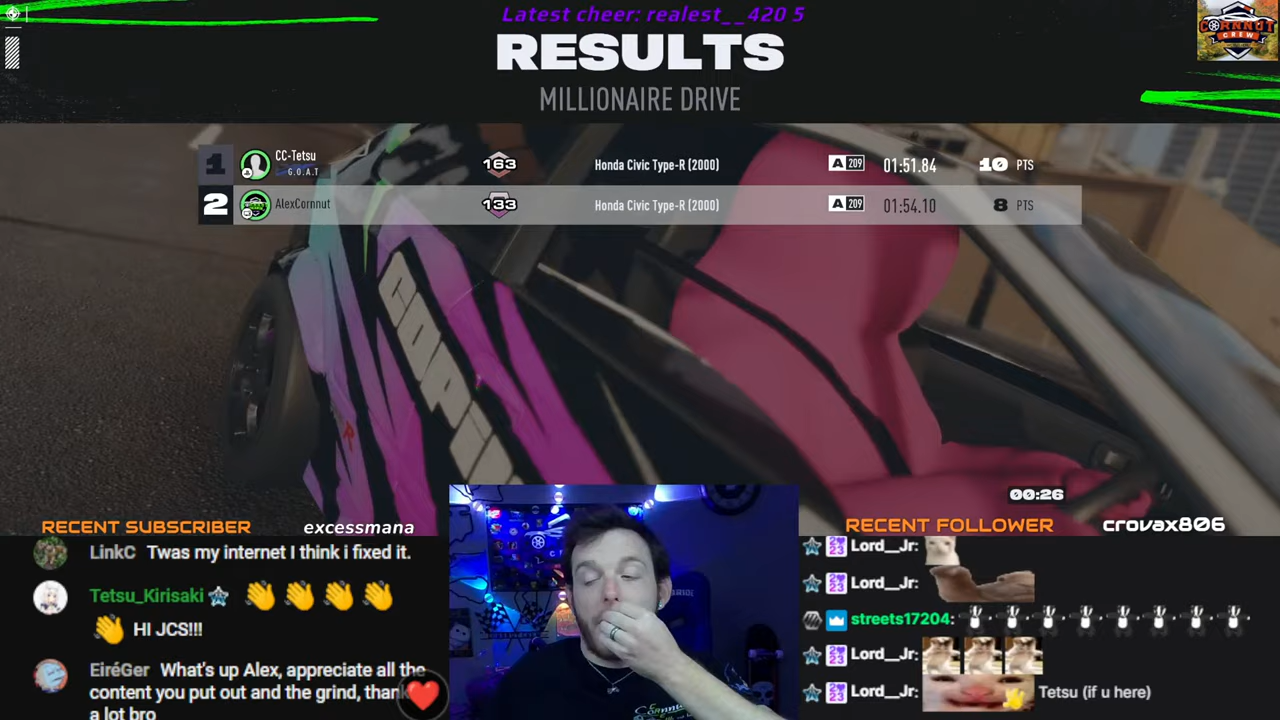 Latest cheer: realest__420 5
RESULTS
MILLIONAIRE DRIVE
CORNNUT
CREW
1 CC-Tetsu 163 Honda Civic Type-R (2000) A 209 01:51.84 10 PTS
G.O.A.T
2 AlexCornnut 133 Honda Civic Type-R (2000) A 209 01:54.10 8 PTS
00:26
RECENT SUBSCRIBER excessmana
RECENT FOLLOWER crovax806
LinkC Twas my internet I think i fixed it.
Tetsu_Kirisaki 👋 👋 👋 👋
👋 HI JCS!!!
EiréGer What's up Alex, appreciate all the
content you put out and the grind, thank
a lot bro
Lord__Jr:
Lord__Jr:
streets17204:
Lord__Jr:
Lord__Jr: Tetsu (if u here)